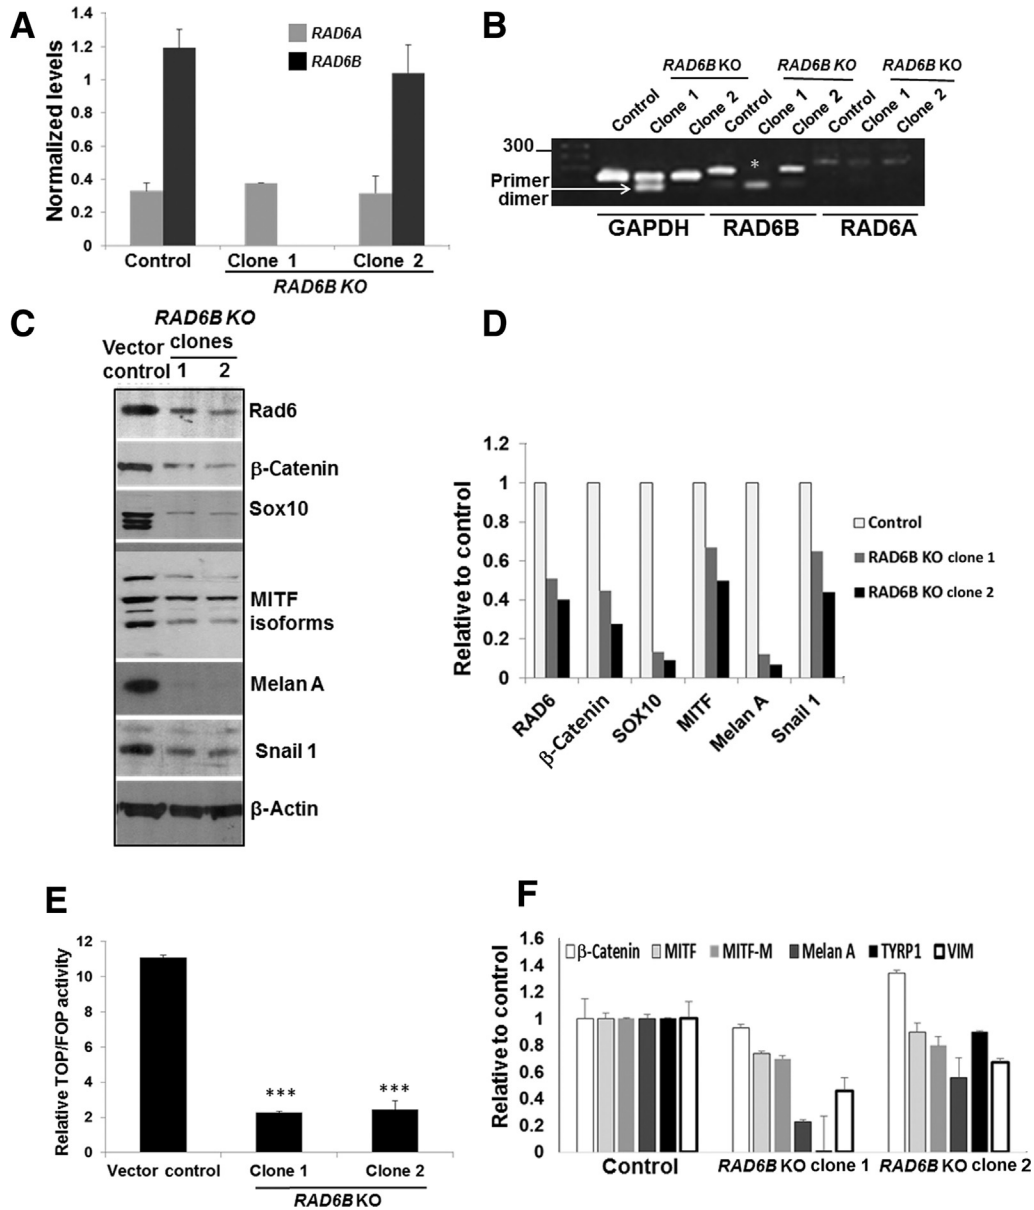 A
1.4
1.2
1
0.8
0.6
0.4
0.2
0
Normalized levels
RAD6A
RAD6B
Control
Clone 1
Clone 2
RAD6B KO
B
RAD6B KO
RAD6B KO
RAD6B KO
Control
Clone 1
Clone 2
Control
Clone 1
Clone 2
Control
Clone 1
Clone 2
300
*
Primer
dimer
GAPDH
RAD6B
RAD6A
C
RAD6B KO
clones
Vector
control
1
2
Rad6
β-Catenin
Sox10
MITF
isoforms
Melan A
Snail 1
β-Actin
D
1.2
1
0.8
0.6
0.4
0.2
0
Relative to control
Control
RAD6B KO clone 1
RAD6B KO clone 2
RAD6
β-Catenin
SOX10
MITF
Melan A
Snail 1
E
12
10
8
6
4
2
0
Relative TOP/FOP activity
***
***
Vector control
Clone 1
Clone 2
RAD6B KO
F
1.6
1.4
1.2
1
0.8
0.6
0.4
0.2
0
Relative to control
β-Catenin
MITF
MITF-M
Melan A
TYRP1
VIM
Control
RAD6B KO clone 1
RAD6B KO clone 2